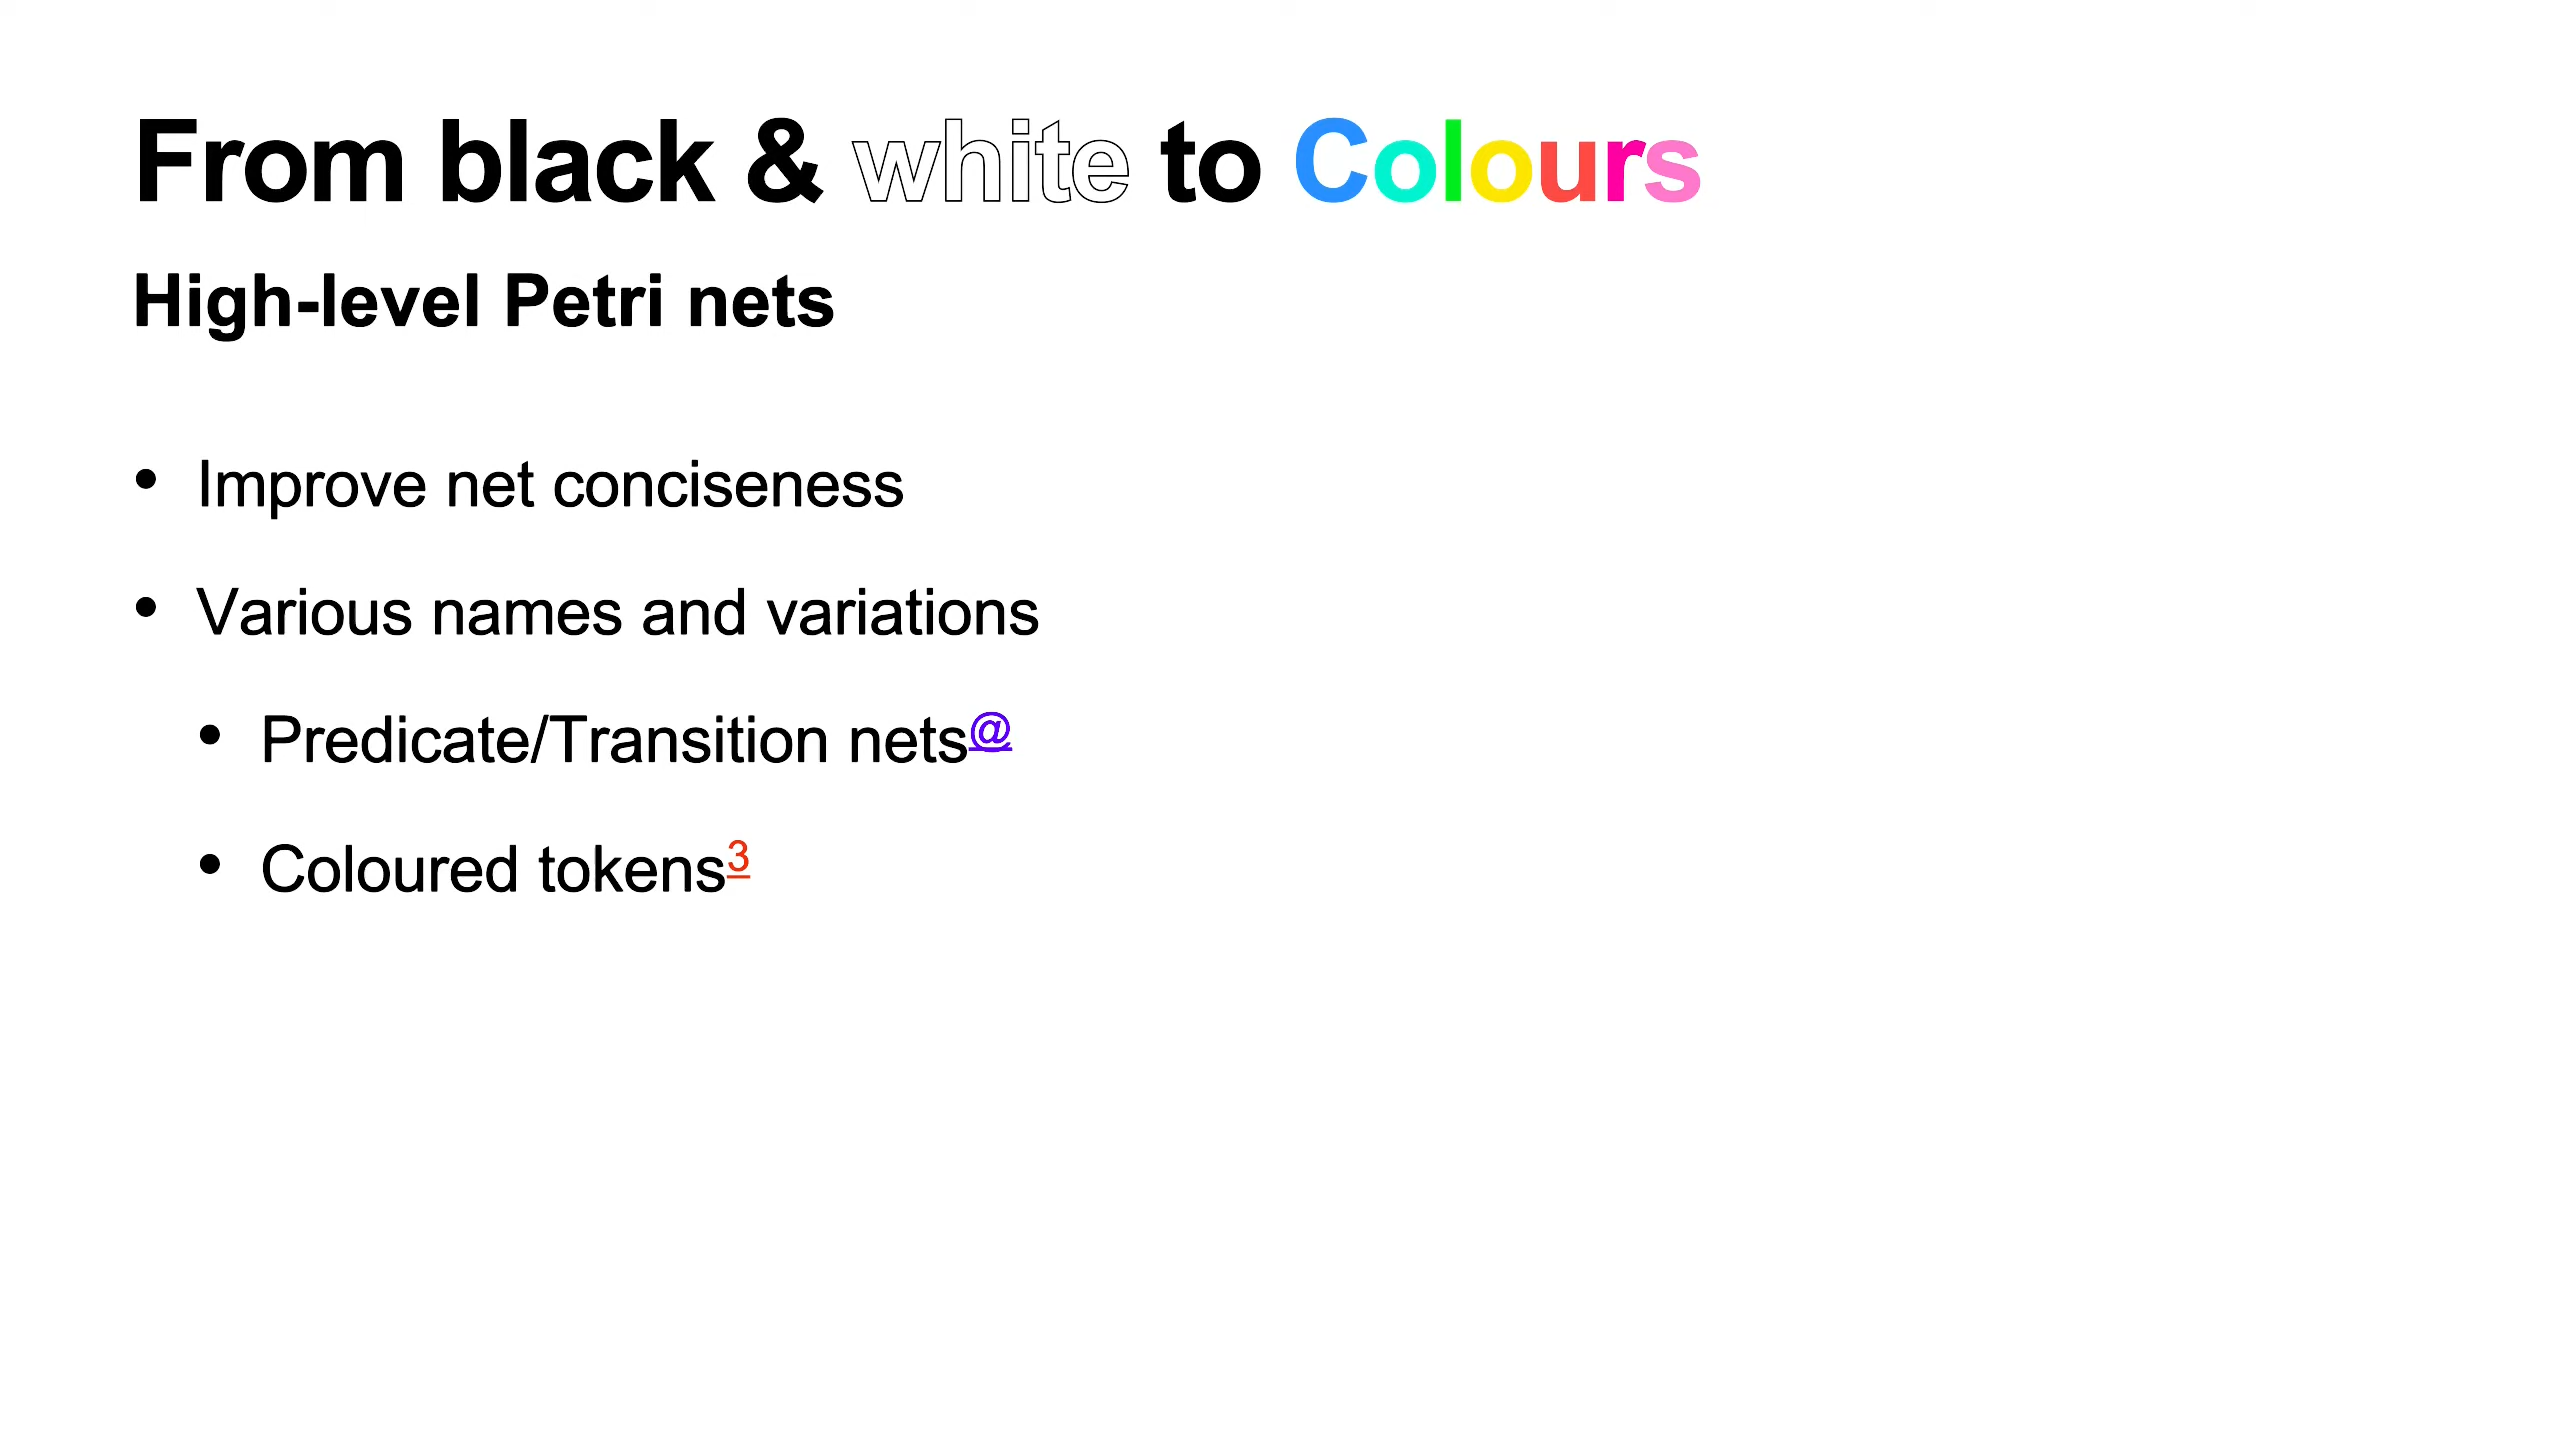 From black & white to Colours
High-level Petri nets
• Improve net conciseness
• Various names and variations
• Predicate/Transition nets@
• Coloured tokens3